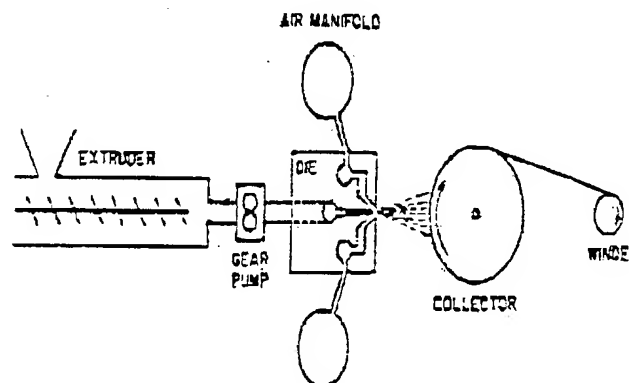 AIR MANIFOLD
EXTRUDER
DIE
GEAR
PUMP
COLLECTOR
WINDE